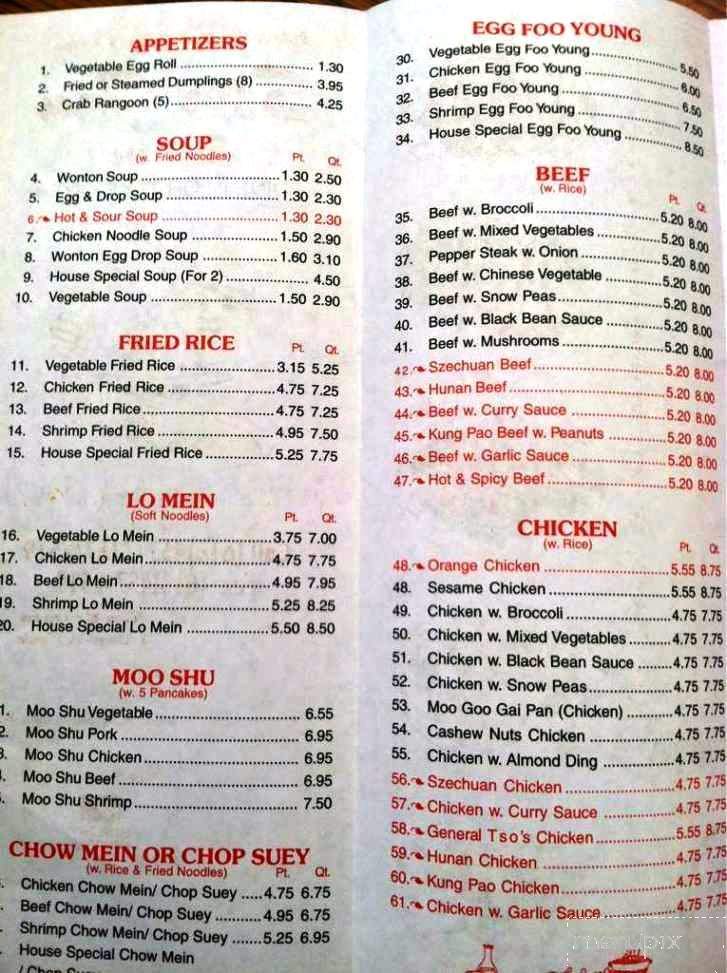 APPETIZERS
1. Vegetable Egg Roll 1.30
2. Fried or Steamed Dumplings (8) 3.95
3. Crab Rangoon (5) 4.25
SOUP
(w. Fried Noodles) Pt. Qt.
4. Wonton Soup 1.30 2.50
5. Egg & Drop Soup 1.30 2.30
6. Hot & Sour Soup 1.30 2.30
7. Chicken Noodle Soup 1.50 2.90
8. Wonton Egg Drop Soup 1.60 3.10
9. House Special Soup (For 2) 4.50
10. Vegetable Soup 1.50 2.90
FRIED RICE Pt. Qt.
11. Vegetable Fried Rice 3.15 5.25
12. Chicken Fried Rice 4.75 7.25
13. Beef Fried Rice 4.75 7.25
14. Shrimp Fried Rice 4.95 7.50
15. House Special Fried Rice 5.25 7.75
LO MEIN
(Soft Noodles) Pt. Qt.
16. Vegetable Lo Mein 3.75 7.00
17. Chicken Lo Mein 4.75 7.75
18. Beef Lo Mein 4.95 7.95
19. Shrimp Lo Mein 5.25 8.25
20. House Special Lo Mein 5.50 8.50
MOO SHU
(w. 5 Pancakes)
1. Moo Shu Vegetable 6.55
2. Moo Shu Pork 6.95
3. Moo Shu Chicken 6.95
Moo Shu Beef 6.95
Moo Shu Shrimp 7.50
CHOW MEIN OR CHOP SUEY
(w. Rice & Fried Noodles) Pt. Qt.
Chicken Chow Mein/ Chop Suey 4.75 6.75
Beef Chow Mein/ Chop Suey 4.95 6.75
Shrimp Chow Mein/ Chop Suey 5.25 6.95
House Special Chow Mein
EGG FOO YOUNG
30. Vegetable Egg Foo Young 5.50
31. Chicken Egg Foo Young 6.00
32. Beef Egg Foo Young 6.50
33. Shrimp Egg Foo Young 7.50
34. House Special Egg Foo Young 8.50
BEEF
(w. Rice) Pt. Qt.
35. Beef w. Broccoli 5.20 8.00
36. Beef w. Mixed Vegetables 5.20 8.00
37. Pepper Steak w. Onion 5.20 8.00
38. Beef w. Chinese Vegetable 5.20 8.00
39. Beef w. Snow Peas 5.20 8.00
40. Beef w. Black Bean Sauce 5.20 8.00
41. Beef w. Mushrooms 5.20 8.00
42. Szechuan Beef 5.20 8.00
43. Hunan Beef 5.20 8.00
44. Beef w. Curry Sauce 5.20 8.00
45. Kung Pao Beef w. Peanuts 5.20 8.00
46. Beef w. Garlic Sauce 5.20 8.00
47. Hot & Spicy Beef 5.20 8.00
CHICKEN
(w. Rice) Pt. Qt
48. Orange Chicken 5.55 8.75
48. Sesame Chicken 5.55 8.75
49. Chicken w. Broccoli 4.75 7.75
50. Chicken w. Mixed Vegetables 4.75 7.75
51. Chicken w. Black Bean Sauce 4.75 7.75
52. Chicken w. Snow Peas 4.75 7.75
53. Moo Goo Gai Pan (Chicken) 4.75 7.75
54. Cashew Nuts Chicken 4.75 7.75
55. Chicken w. Almond Ding 4.75 7.75
56. Szechuan Chicken 4.75 7.75
57. Chicken w. Curry Sauce 4.75 7.75
58. General Tso's Chicken 5.55 8.75
59. Hunan Chicken 4.75 7.75
60. Kung Pao Chicken 4.75 7.75
61. Chicken w. Garlic Sauce 4.75 7.75
menupix